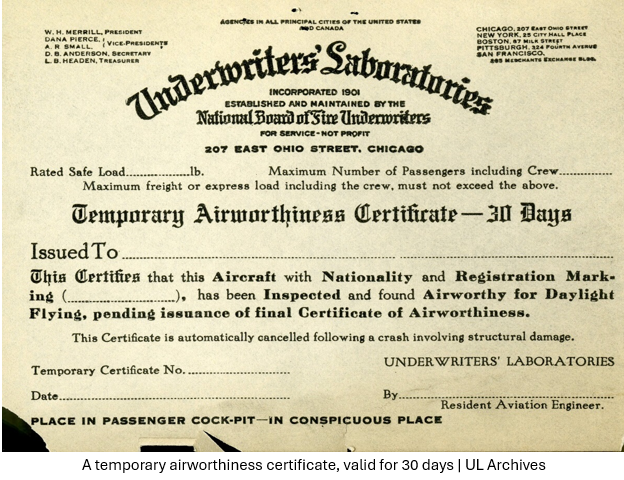 AGENCIES IN ALL PRINCIPAL CITIES OF THE UNITED STATES
AND CANADA
W. H. MERRILL, PRESIDENT
DANA PIERCE, } VICE-PRESIDENTS
A. R SMALL,
D. B. ANDERSON, SECRETARY
L. B. HEADEN, TREASURER
CHICAGO, 207 EAST OHIO STREET
NEW YORK, 25 CITY HALL PLACE
BOSTON, 87 MILK STREET
PITTSBURGH, 324 FOURTH AVENUE
SAN FRANCISCO,
265 MERCHANTS EXCHANGE BLDG.
Underwriters' Laboratories
INCORPORATED 1901
ESTABLISHED AND MAINTAINED BY THE
National Board of Fire Underwriters
FOR SERVICE - NOT PROFIT
207 EAST OHIO STREET, CHICAGO
Rated Safe Load................lb. Maximum Number of Passengers including Crew.............
Maximum freight or express load including the crew, must not exceed the above.
Temporary Airworthiness Certificate—30 Days
Issued To ........................................
This Certifies that this Aircraft with Nationality and Registration Mark-
ing (......................), has been Inspected and found Airworthy for Daylight
Flying, pending issuance of final Certificate of Airworthiness.
This Certificate is automatically cancelled following a crash involving structural damage.
UNDERWRITERS' LABORATORIES
Temporary Certificate No. ....................
Date.................... By........................................
Resident Aviation Engineer.
PLACE IN PASSENGER COCK-PIT—IN CONSPICUOUS PLACE
A temporary airworthiness certificate, valid for 30 days | UL Archives